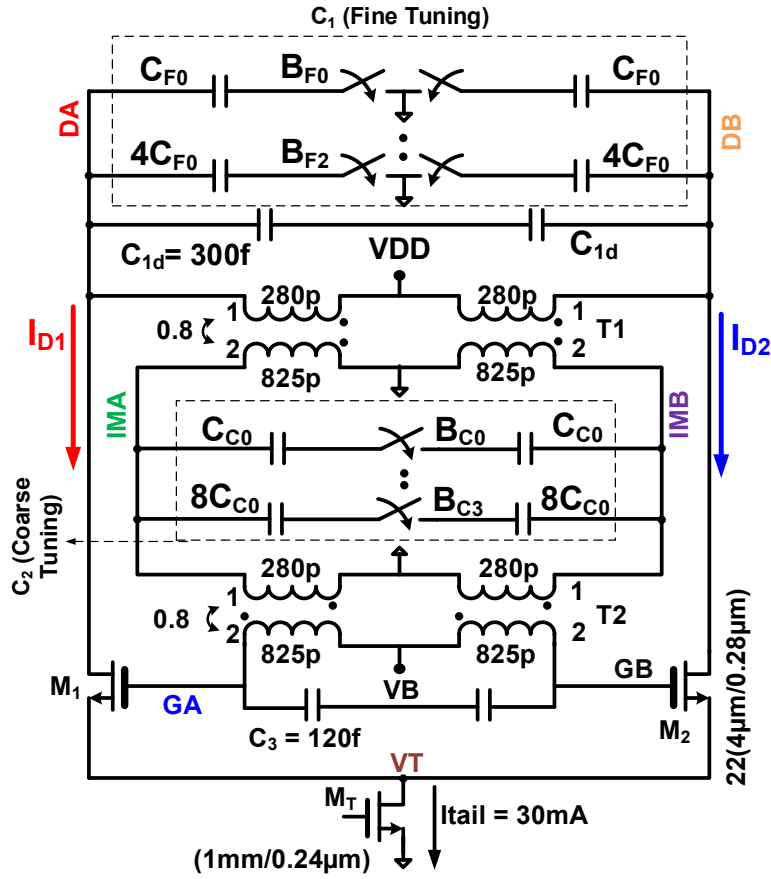 C1 (Fine Tuning)
CF0 BF0 CF0
4CF0 BF2 4CF0
DA
DB
C1d= 300f C1d
VDD
280p 280p
1 1
0.8 T1
2 2
825p 825p
ID1
ID2
IMA
IMB
CC0 BC0 CC0
8CC0 BC3 8CC0
C2 (Coarse
Tuning)
280p 280p
1 1
0.8 T2
2 2
825p 825p
VB
M1
GA
GB
M2
C3 = 120f
22(4μm/0.28μm)
VT
MT
Itail = 30mA
(1mm/0.24μm)